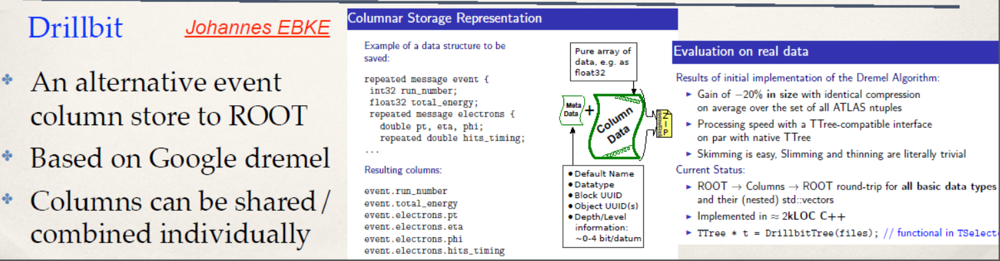 Drillbit
Johannes EBKE
An alternative event
column store to ROOT
Based on Google dremel
Columns can be shared /
combined individually
Columnar Storage Representation
Example of a data structure to be
saved:
repeated message event {
int32 run_number;
float32 total_energy;
repeated message electrons {
double pt, eta, phi;
repeated double hits_timing;
...
Resulting columns:
event.run_number
event.total_energy
event.electrons.pt
event.electrons.eta
event.electrons.phi
event.electrons.hits_timing
Pure array of
data, e.g. as
float32
Meta
Data
+
Column
Data
ZIP
• Default Name
• Datatype
• Block UUID
• Object UUID(s)
• Depth/Level
information:
~0-4 bit/datum
Evaluation on real data
Results of initial implementation of the Dremel Algorithm:
► Gain of −20% in size with identical compression
on average over the set of all ATLAS ntuples
► Processing speed with a TTree-compatible interface
on par with native TTree
► Skimming is easy, Slimming and thinning are literally trivial
Current Status:
► ROOT → Columns → ROOT round-trip for all basic data types
and their (nested) std::vectors
► Implemented in ≈ 2kLOC C++
► TTree * t = DrillbitTree(files); // functional in TSelect